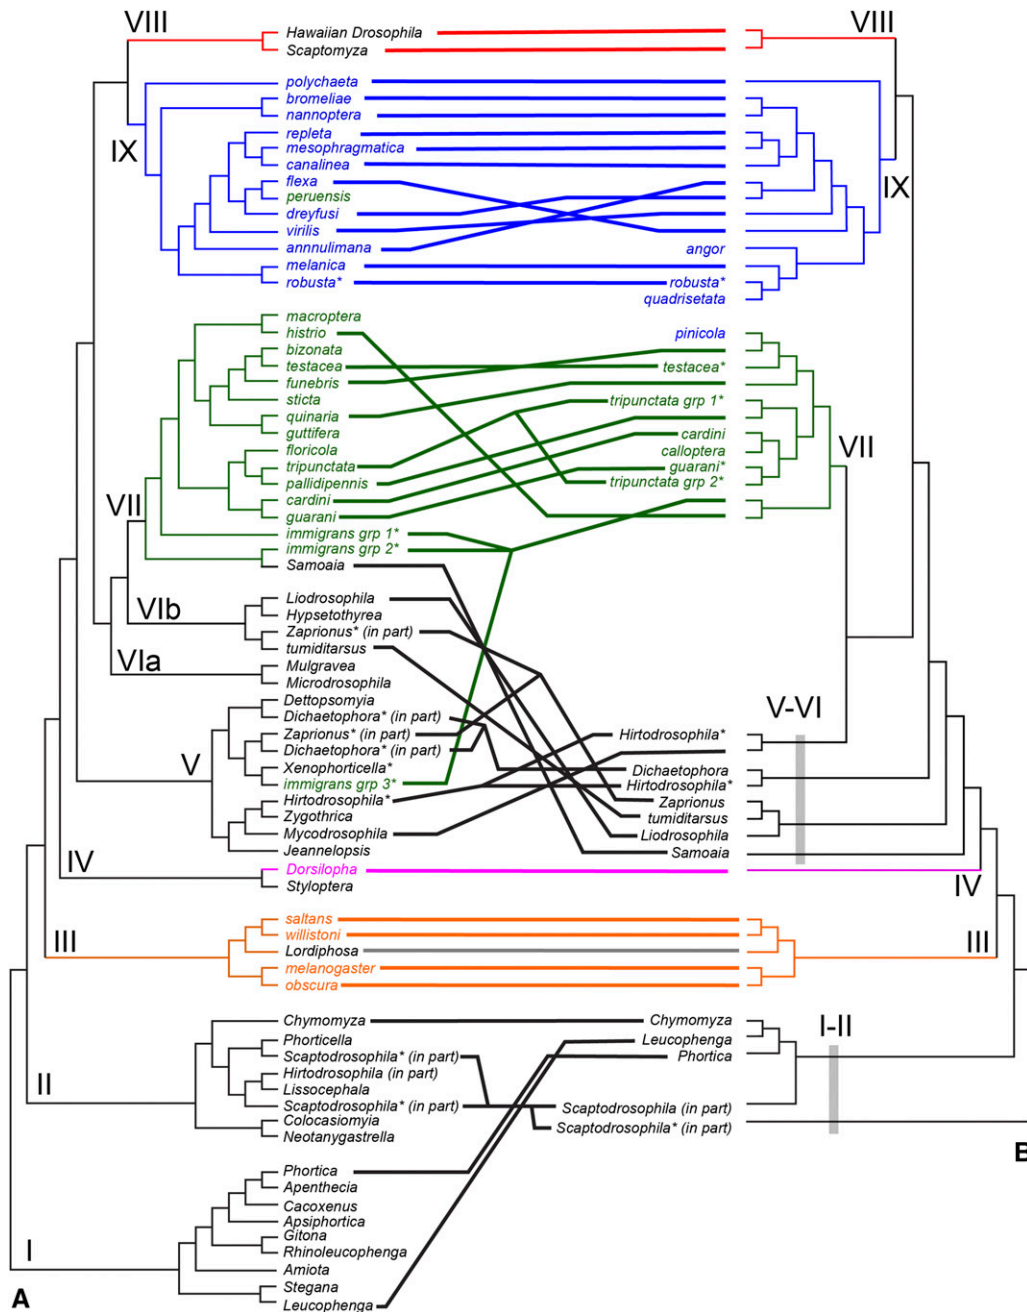 VIII
VIII
Hawaiian Drosophila
Scaptomyza
polychaeta
bromeliae
nannoptera
IX
repleta
mesophragmatica
canalinea
flexa
IX
peruensis
dreyfusi
virilis
annnulimana
angor
melanica
robusta*
robusta*
quadrisetata
macroptera
histrio
pinicola
bizonata
testacea
testacea*
funebris
sticta
tripunctata grp 1*
quinaria
guttifera
cardini
floricola
calloptera
VII
tripunctata
guarani*
pallidipennis
tripunctata grp 2*
VII
cardini
guarani
immigrans grp 1*
immigrans grp 2*
Samoaia
Liodrosophila
VIb
Hypsetothyrea
Zaprionus* (in part)
tumiditarsus
VIa
Mulgravea
Microdrosophila
Dettopsomyia
V-VI
Dichaetophora* (in part)
Zaprionus* (in part)
Hirtodrosophila*
Dichaetophora* (in part)
V
Xenophorticella*
Dichaetophora
immigrans grp 3*
Hirtodrosophila*
Hirtodrosophila*
Zaprionus
Zygothrica
tumiditarsus
Mycodrosophila
Liodrosophila
Jeannelopsis
Samoaia
IV
Dorsilopha
IV
Styloptera
saltans
willistoni
III
Lordiphosa
III
melanogaster
obscura
Chymomyza
Chymomyza
I-II
Phorticella
Leucophenga
Scaptodrosophila* (in part)
Phortica
Hirtodrosophila (in part)
II
Lissocephala
Scaptodrosophila* (in part)
Scaptodrosophila (in part)
Colocasiomyia
Scaptodrosophila* (in part)
Neotanygastrella
B
Phortica
Apenthecia
Cacoxenus
Apsiphortica
Gitona
I
Rhinoleucophenga
Amiota
Stegana
A
Leucophenga